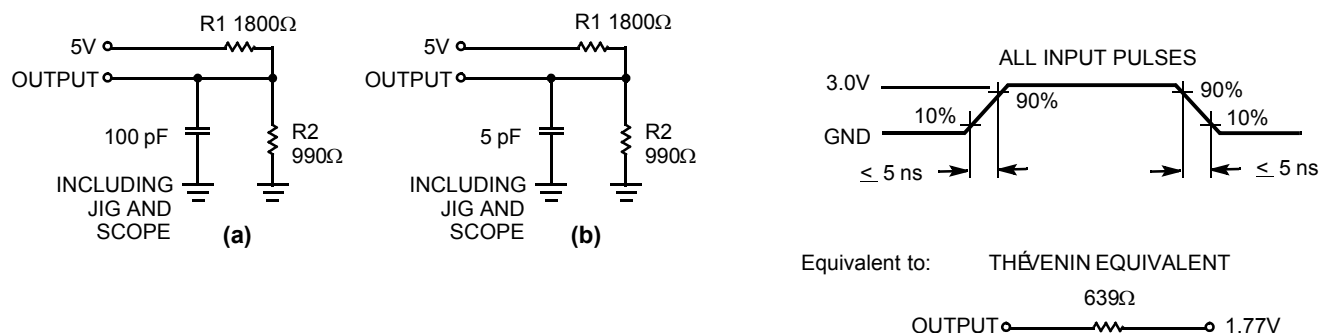 R1 1800Ω
5V
OUTPUT
100 pF
R2
990Ω
INCLUDING
JIG AND
SCOPE
(a)
R1 1800Ω
5V
OUTPUT
5 pF
R2
990Ω
INCLUDING
JIG AND
SCOPE
(b)
ALL INPUT PULSES
3.0V
90%
90%
10%
10%
GND
≤ 5 ns
≤ 5 ns
Equivalent to: THÉVENIN EQUIVALENT
639Ω
OUTPUT 1.77V